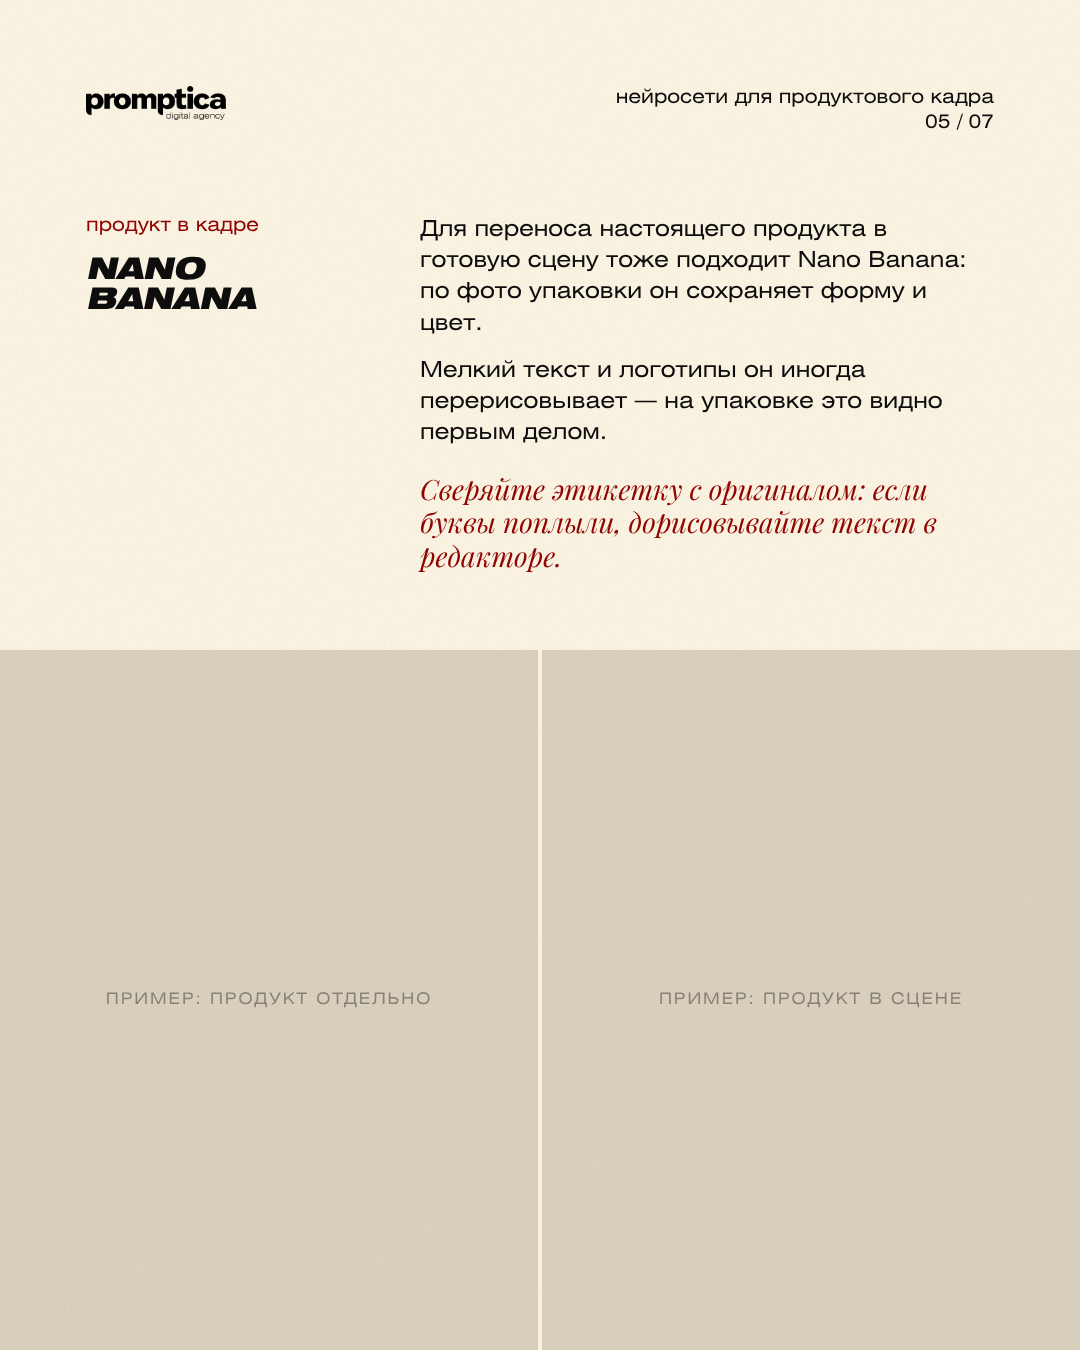 promptica
digital agency
нейросети для продуктового кадра
05 / 07
продукт в кадре
NANO
BANANA
Для переноса настоящего продукта в
готовую сцену тоже подходит Nano Banana:
по фото упаковки он сохраняет форму и
цвет.
Мелкий текст и логотипы он иногда
перерисовывает — на упаковке это видно
первым делом.
Сверяйте этикетку с оригиналом: если
буквы поплыли, дорисовывайте текст в
редакторе.
ПРИМЕР: ПРОДУКТ ОТДЕЛЬНО
ПРИМЕР: ПРОДУКТ В СЦЕНЕ